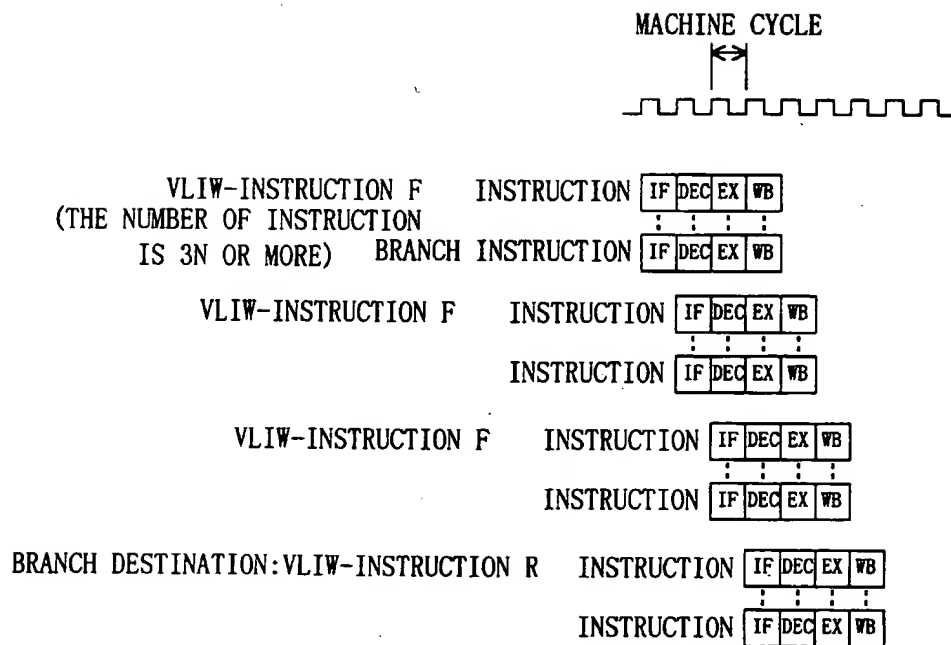 MACHINE CYCLE
VLIW-INSTRUCTION F INSTRUCTION IF DEC EX WB
(THE NUMBER OF INSTRUCTION
IS 3N OR MORE) BRANCH INSTRUCTION IF DEC EX WB
VLIW-INSTRUCTION F INSTRUCTION IF DEC EX WB
INSTRUCTION IF DEC EX WB
VLIW-INSTRUCTION F INSTRUCTION IF DEC EX WB
INSTRUCTION IF DEC EX WB
BRANCH DESTINATION:VLIW-INSTRUCTION R INSTRUCTION IF DEC EX WB
INSTRUCTION IF DEC EX WB